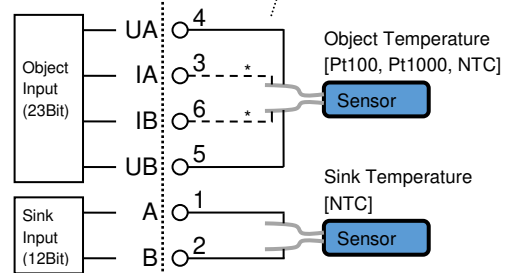 UA 4
Object Temperature
[Pt100, Pt1000, NTC]
Object
Input
(23Bit)
IA 3 *
Sensor
IB 6 *
UB 5
Sink Temperature
[NTC]
Sink
Input
(12Bit)
A 1
Sensor
B 2